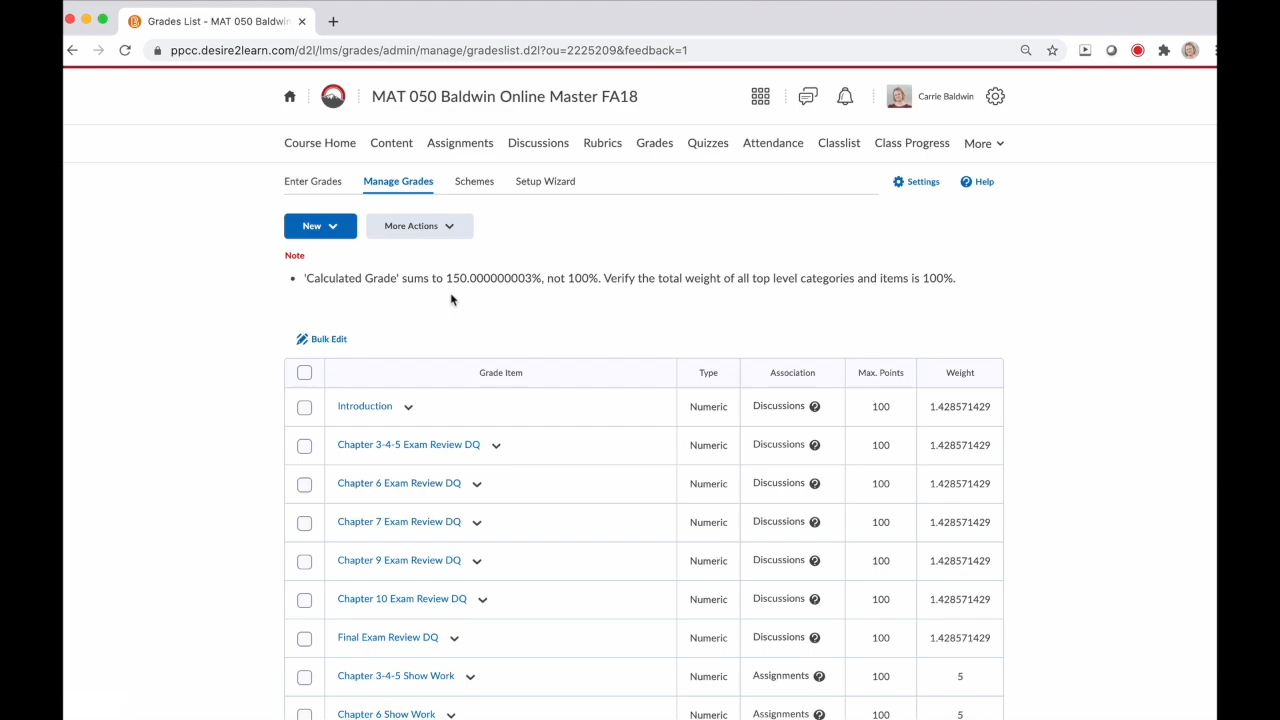 Grades List - MAT 050 Baldwin
ppcc.desire2learn.com/d2l/lms/grades/admin/manage/gradeslist.d2l?ou=2225209&feedback=1
MAT 050 Baldwin Online Master FA18
Carrie Baldwin
Course Home Content Assignments Discussions Rubrics Grades Quizzes Attendance Classlist Class Progress More
Enter Grades Manage Grades Schemes Setup Wizard Settings Help
New More Actions
Note
• 'Calculated Grade' sums to 150.000000003%, not 100%. Verify the total weight of all top level categories and items is 100%.
Bulk Edit
Grade Item Type Association Max. Points Weight
Introduction Numeric Discussions 100 1.428571429
Chapter 3-4-5 Exam Review DQ Numeric Discussions 100 1.428571429
Chapter 6 Exam Review DQ Numeric Discussions 100 1.428571429
Chapter 7 Exam Review DQ Numeric Discussions 100 1.428571429
Chapter 9 Exam Review DQ Numeric Discussions 100 1.428571429
Chapter 10 Exam Review DQ Numeric Discussions 100 1.428571429
Final Exam Review DQ Numeric Discussions 100 1.428571429
Chapter 3-4-5 Show Work Numeric Assignments 100 5
Chapter 6 Show Work Numeric Assignments 100 5